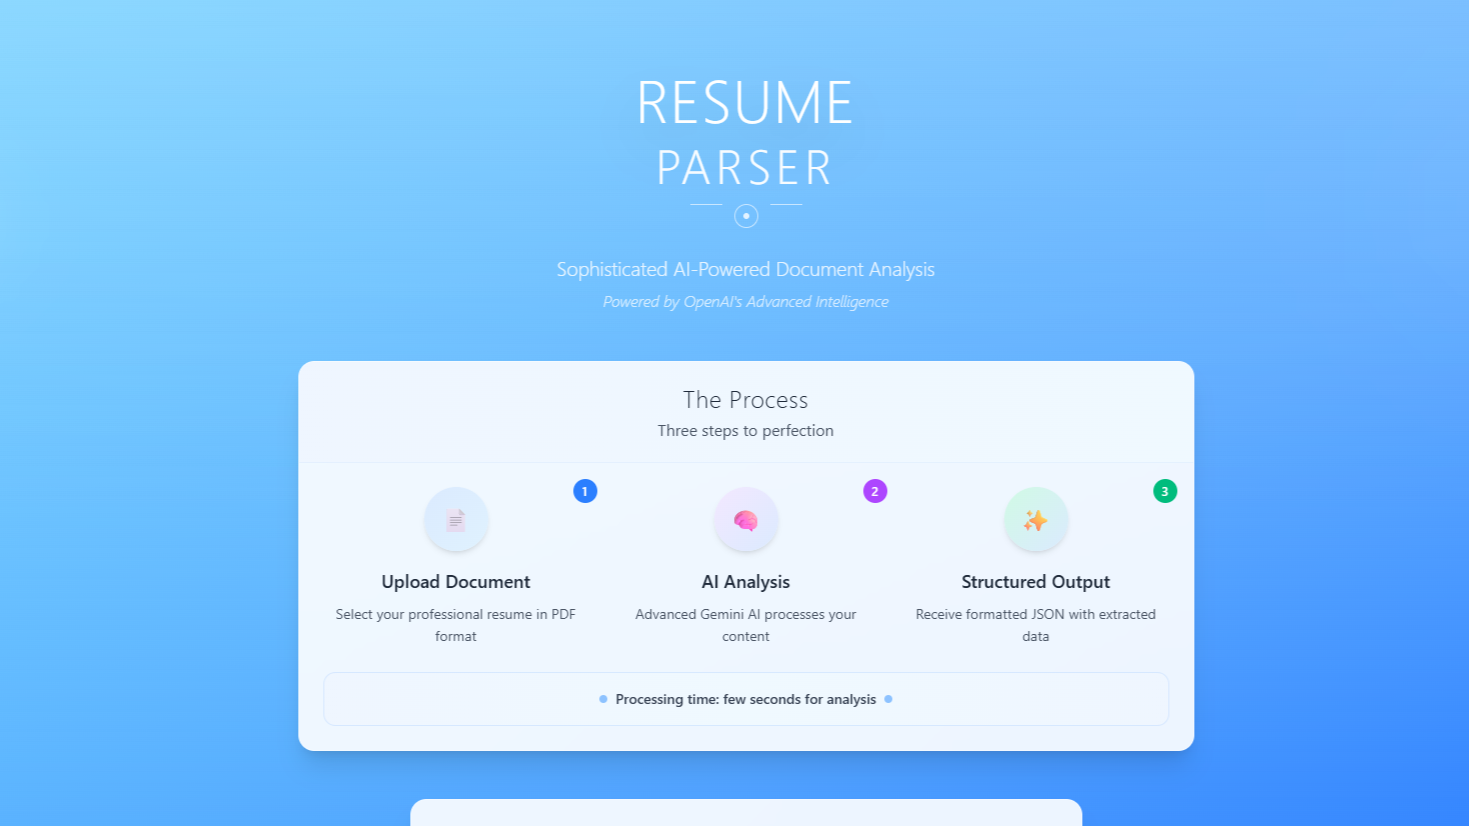 RESUME
PARSER
Sophisticated AI-Powered Document Analysis
Powered by OpenAI's Advanced Intelligence
The Process
Three steps to perfection
1
Upload Document
Select your professional resume in PDF
format
2
AI Analysis
Advanced Gemini AI processes your
content
3
Structured Output
Receive formatted JSON with extracted
data
Processing time: few seconds for analysis